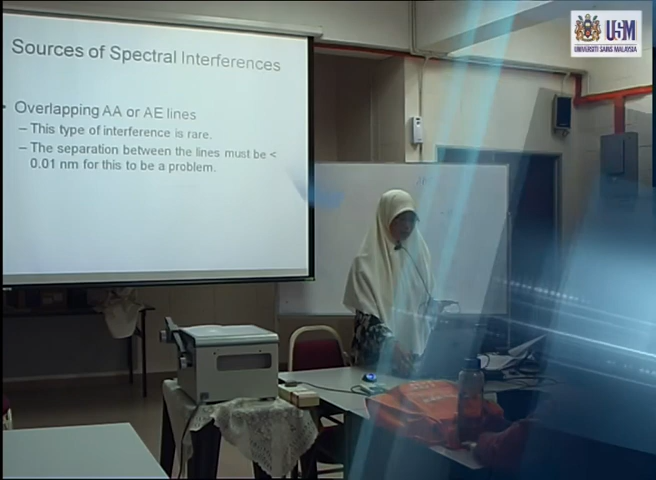 Sources of Spectral Interferences
Overlapping AA or AE lines
– This type of interference is rare.
– The separation between the lines must be <
0.01 nm for this to be a problem.
USM
UNIVERSITI SAINS MALAYSIA